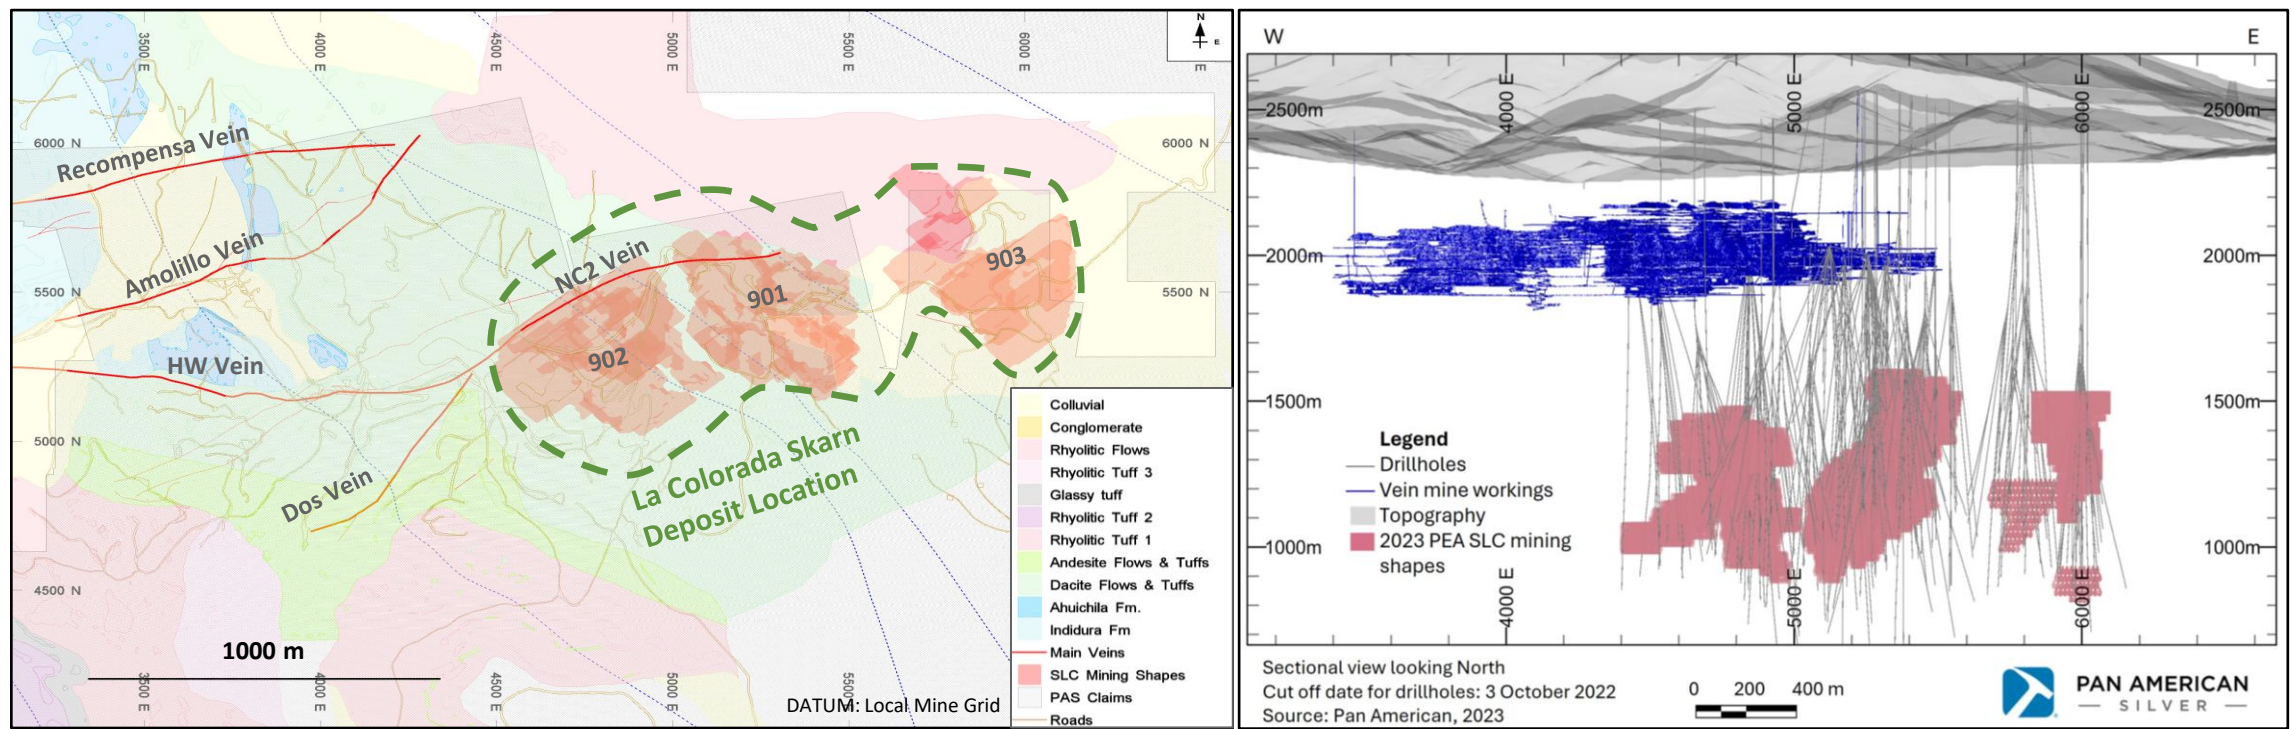 N
E
3500 E
4000 E
4500 E
5000 E
5500 E
6000 E
E
6000 N
6000 N
Recompensa Vein
Amolillo Vein
NC2 Vein
903
901
5500 N
5500 N
902
HW Vein
5000 N
La Colorada Skarn
Deposit Location
Dos Vein
4500 N
1000 m
3500 E
4000 E
4500 E
5000 E
5500 E
DATUM: Local Mine Grid
Colluvial
Conglomerate
Rhyolitic Flows
Rhyolitic Tuff 3
Glassy tuff
Rhyolitic Tuff 2
Rhyolitic Tuff 1
Andesite Flows & Tuffs
Dacite Flows & Tuffs
Ahuichila Fm.
Indidura Fm
Main Veins
SLC Mining Shapes
PAS Claims
Roads
W
E
4000 E
5000 E
6000 E
2500m
2500m
2000m
2000m
1500m
1500m
1000m
1000m
Legend
Drillholes
Vein mine workings
Topography
2023 PEA SLC mining
shapes
4000 E
5000 E
6000 E
Sectional view looking North
Cut off date for drillholes: 3 October 2022
Source: Pan American, 2023
0 200 400 m
PAN AMERICAN
SILVER